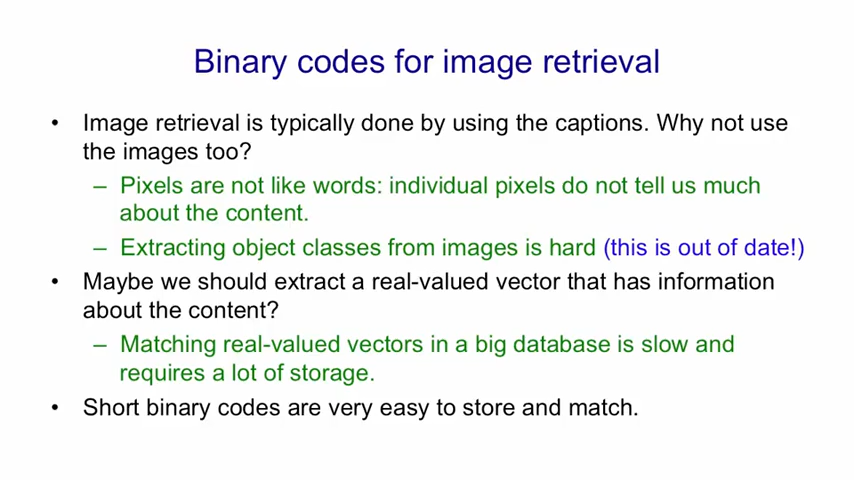 Binary codes for image retrieval
• Image retrieval is typically done by using the captions. Why not use
the images too?
– Pixels are not like words: individual pixels do not tell us much
about the content.
– Extracting object classes from images is hard (this is out of date!)
• Maybe we should extract a real-valued vector that has information
about the content?
– Matching real-valued vectors in a big database is slow and
requires a lot of storage.
• Short binary codes are very easy to store and match.